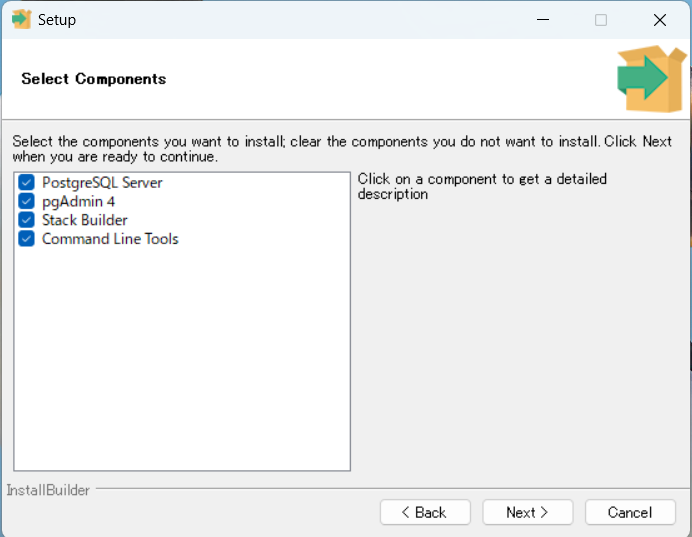 Setup
Select Components
Select the components you want to install; clear the components you do not want to install. Click Next
when you are ready to continue.
PostgreSQL Server
pgAdmin 4
Stack Builder
Command Line Tools
Click on a component to get a detailed
description
InstallBuilder
< Back
Next >
Cancel